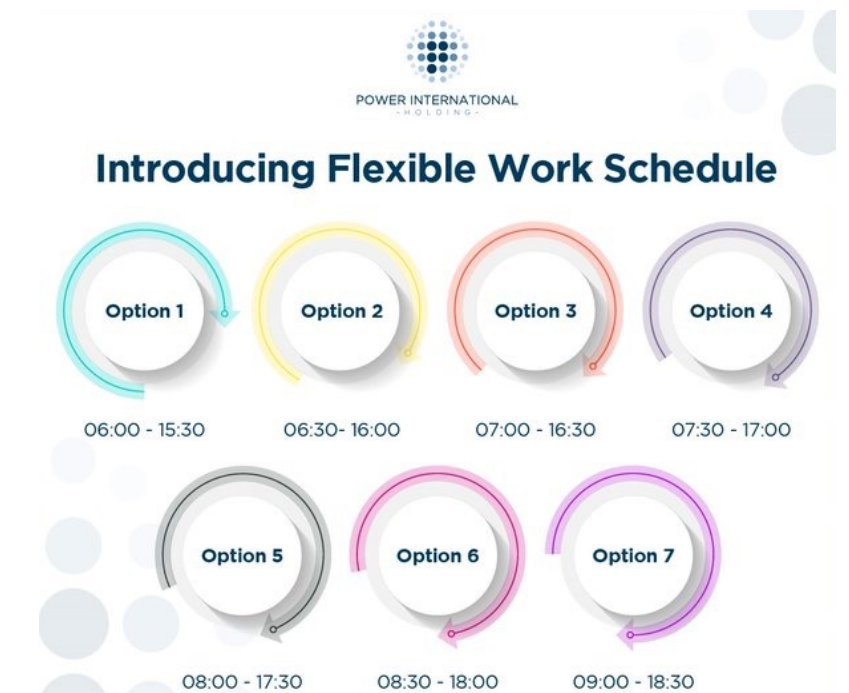 POWER INTERNATIONAL
-HOLDING-
Introducing Flexible Work Schedule
Option 1
Option 2
Option 3
Option 4
06:00 - 15:30
06:30- 16:00
07:00 - 16:30
07:30 - 17:00
Option 5
Option 6
Option 7
08:00 - 17:30
08:30 - 18:00
09:00 - 18:30